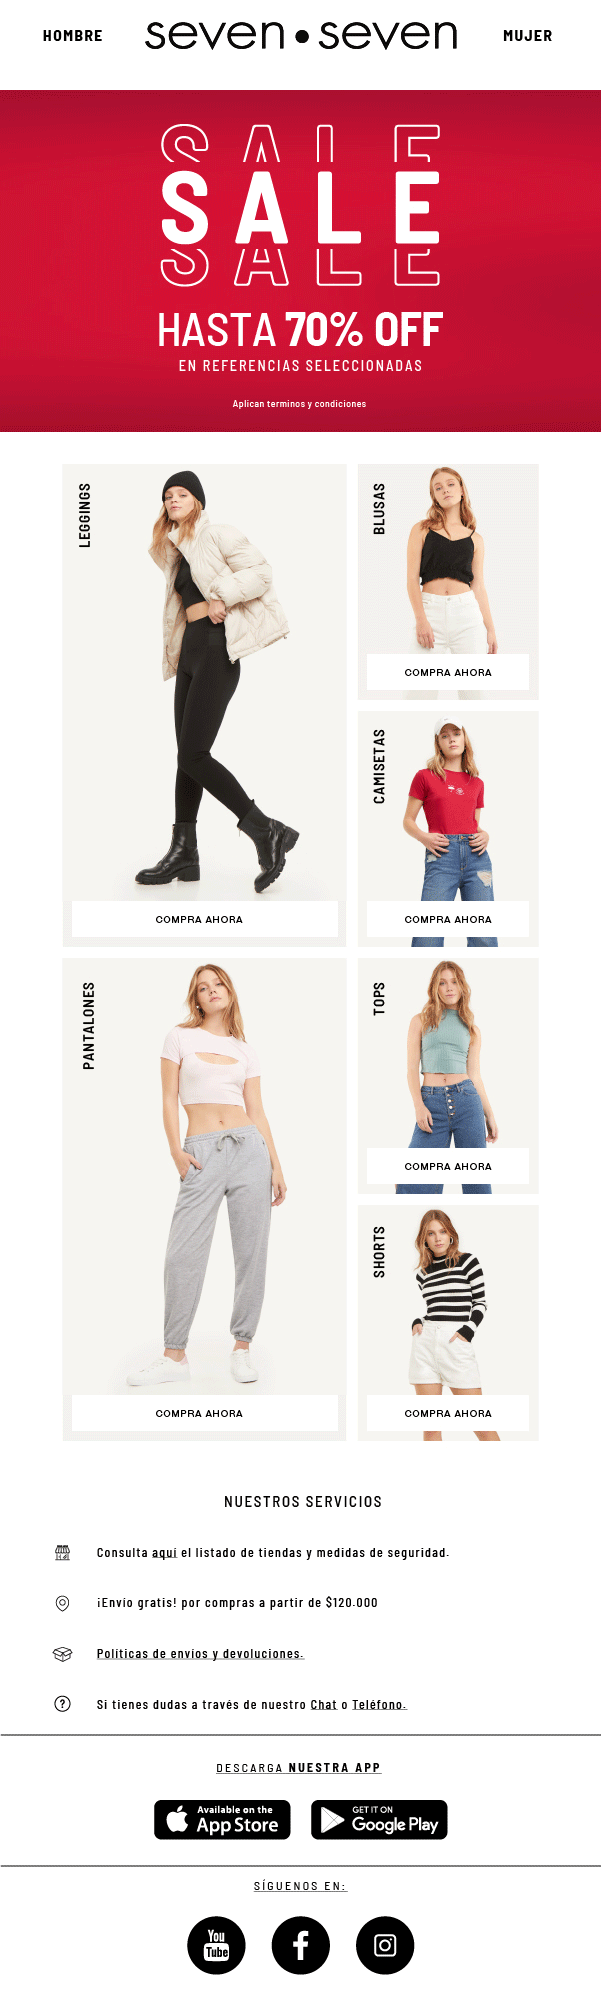 HOMBRE
seven • seven
MUJER
SALE
SALE
SALE
HASTA 70% OFF
EN REFERENCIAS SELECCIONADAS
Aplican terminos y condiciones
LEGGINGS
COMPRA AHORA
BLUSAS
COMPRA AHORA
CAMISETAS
COMPRA AHORA
PANTALONES
COMPRA AHORA
TOPS
COMPRA AHORA
SHORTS
COMPRA AHORA
NUESTROS SERVICIOS
Consulta aquí el listado de tiendas y medidas de seguridad.
¡Envío gratis! por compras a partir de $120.000
Políticas de envíos y devoluciones.
Si tienes dudas a través de nuestro Chat o Teléfono.
DESCARGA NUESTRA APP
Available on the
App Store
GET IT ON
Google Play
SÍGUENOS EN:
You
Tube